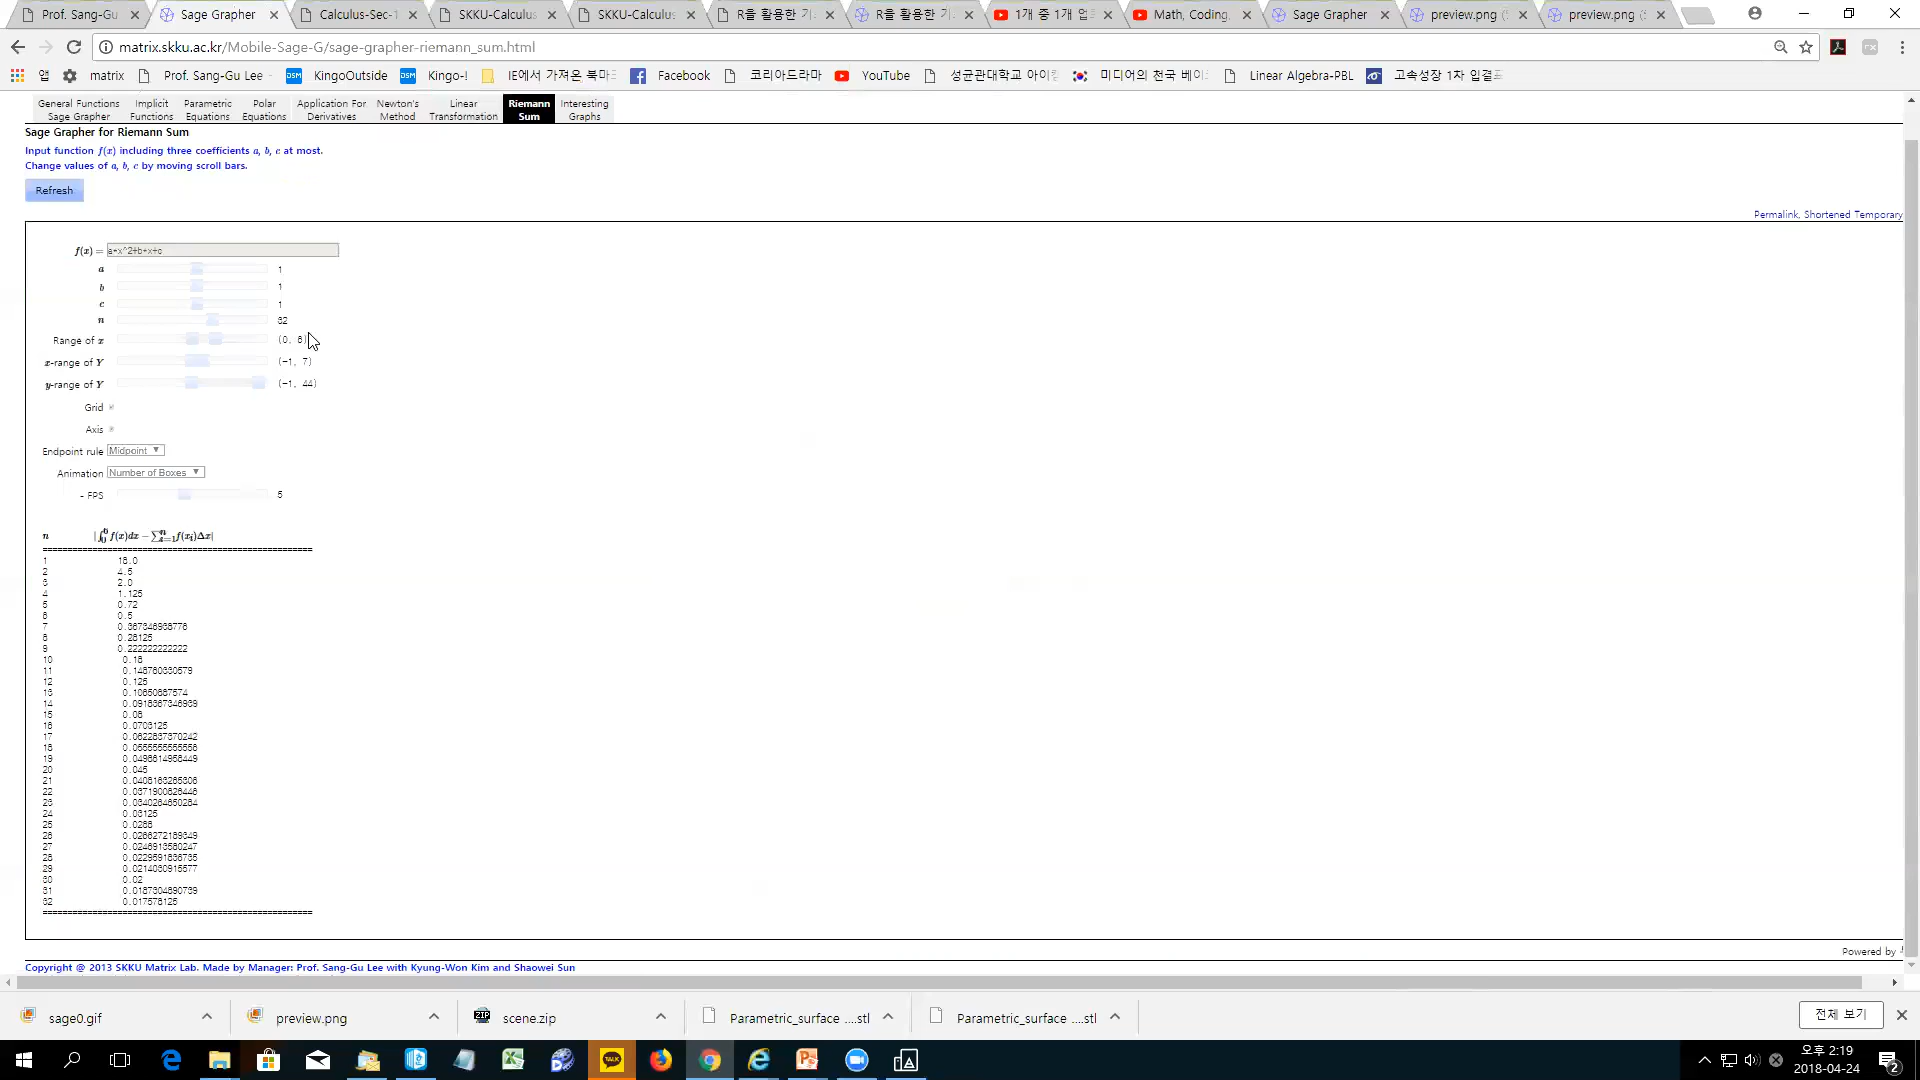 Prof. Sang-Gu
Sage Grapher
Calculus-Sec-1
SKKU-Calculus
SKKU-Calculus
R을 활용한 기
R을 활용한 기
1개 중 1개 업
Math, Coding,
Sage Grapher
preview.png
preview.png
matrix.skku.ac.kr/Mobile-Sage-G/sage-grapher-riemann_sum.html
앱
matrix
Prof. Sang-Gu Lee
KingoOutside
Kingo-!
IE에서 가져온 북마
Facebook
코리아드라마
YouTube
성균관대학교 아이
미디어의 천국 베이
Linear Algebra-PBL
고속성장 1차 입결
General Functions Sage Grapher
Implicit Functions
Parametric Equations
Polar Equations
Application For Derivatives
Newton's Method
Linear Transformation
Riemann Sum
Interesting Graphs
Sage Grapher for Riemann Sum
Input function f(x) including three coefficients a, b, c at most.
Change values of a, b, c by moving scroll bars.
Refresh
Permalink, Shortened Temporary
f(x) = a*x^2+b*x+c
a 1
b 1
c 1
n 32
Range of x (0, 6)
x-range of Y (-1, 7)
y-range of Y (-1, 44)
Grid
Axis
Endpoint rule Midpoint
Animation Number of Boxes
- FPS 5
n |∫₀⁶ f(x)dx − ∑ⁿᵢ₌₁ f(xᵢ)Δx|
======================================================
1 18.0
2 4.5
3 2.0
4 1.125
5 0.72
6 0.5
7 0.367346938776
8 0.28125
9 0.222222222222
10 0.18
11 0.148760330579
12 0.125
13 0.10650887574
14 0.0918367346939
15 0.08
16 0.0703125
17 0.0622837370242
18 0.0555555555556
19 0.0498614958449
20 0.045
21 0.0408163265306
22 0.0371900826446
23 0.0340264650284
24 0.03125
25 0.0288
26 0.0266272189349
27 0.0246913580247
28 0.0229591836735
29 0.0214030915577
30 0.02
31 0.0187304890739
32 0.017578125
======================================================
Powered by
Copyright @ 2013 SKKU Matrix Lab. Made by Manager: Prof. Sang-Gu Lee with Kyung-Won Kim and Shaowei Sun
sage0.gif
preview.png
scene.zip
Parametric_surface ....stl
Parametric_surface ....stl
전체 보기
TALK
오후 2:19
2018-04-24
2